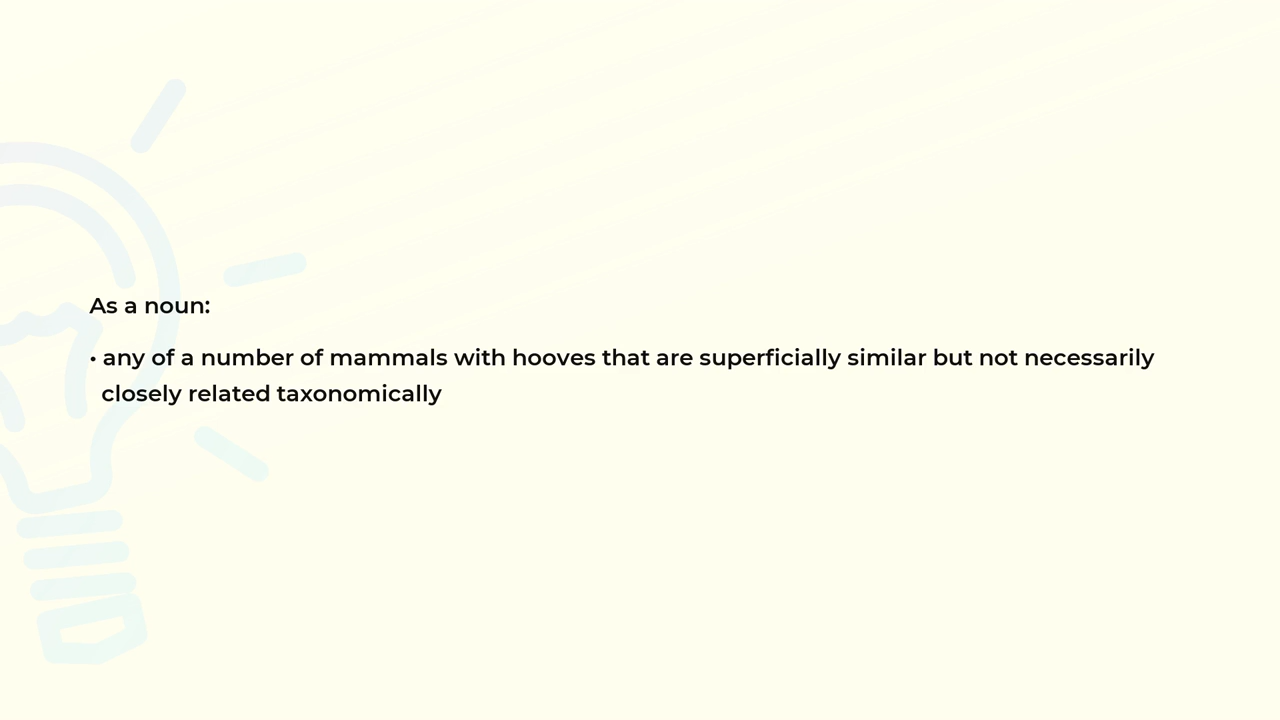 As a noun:
• any of a number of mammals with hooves that are superficially similar but not necessarily
closely related taxonomically